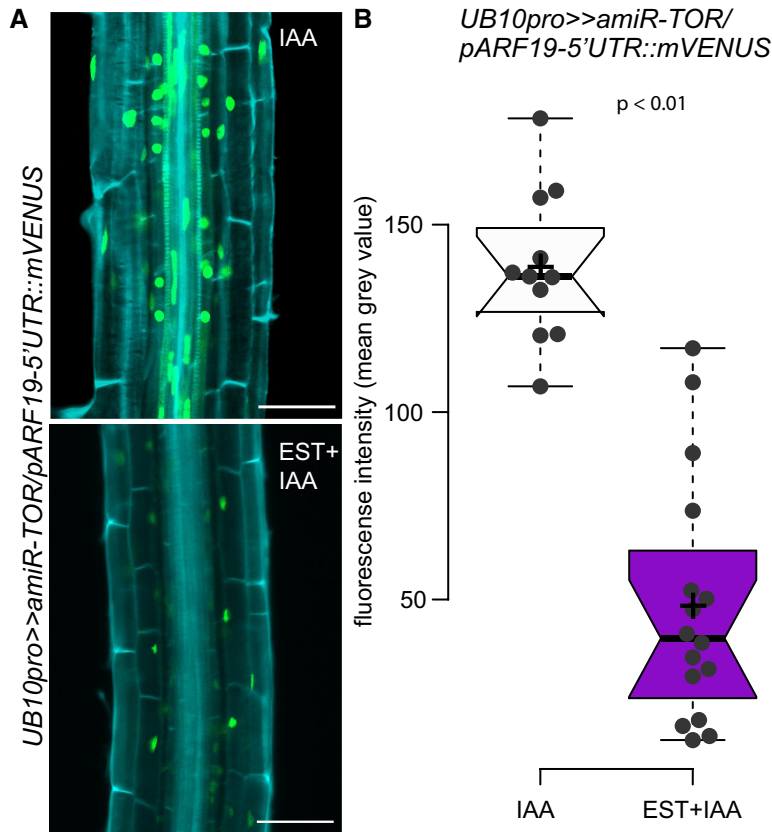 A
UB10pro>>amiR-TOR/pARF19-5'UTR::mVENUS
IAA
EST+
IAA
B
UB10pro>>amiR-TOR/
pARF19-5'UTR::mVENUS
p < 0.01
fluorescense intensity (mean grey value)
150
100
50
IAA
EST+IAA